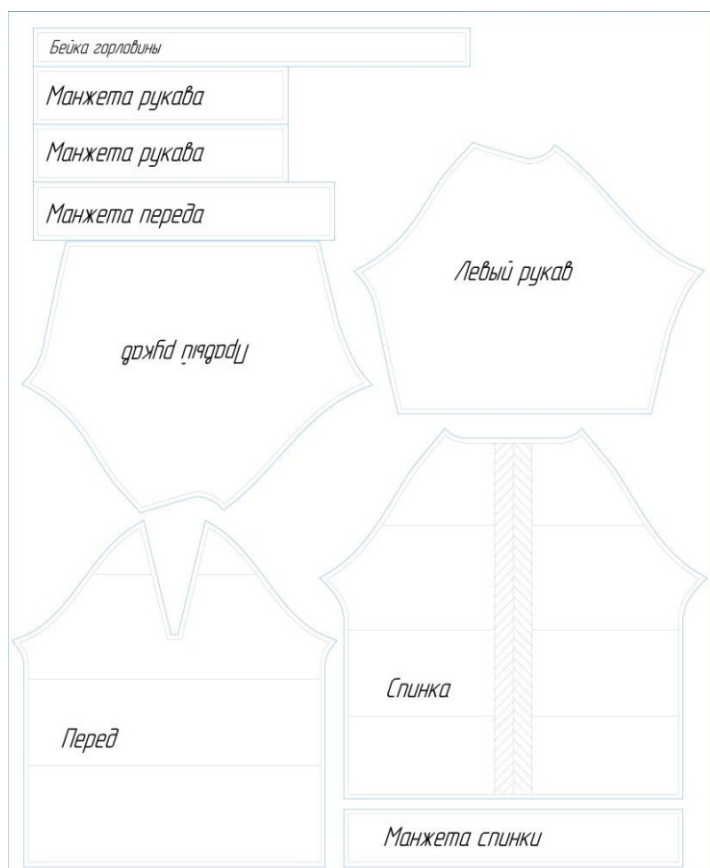 Бейка горловины
Манжета рукава
Манжета рукава
Манжета переда
Левый рукав
Правый рукав
Спинка
Перед
Манжета спинки